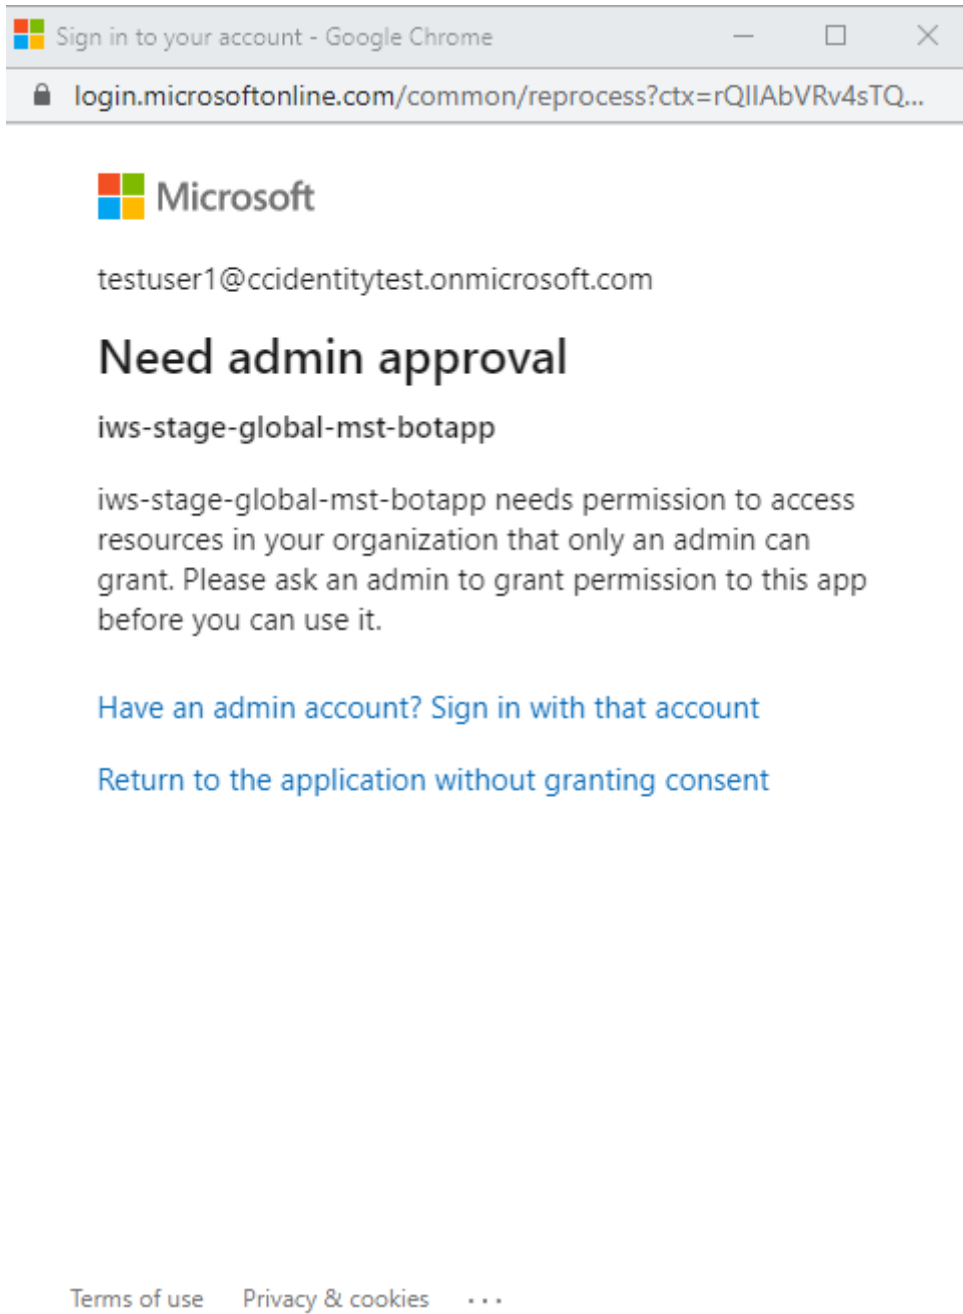 Sign in to your account - Google Chrome
login.microsoftonline.com/common/reprocess?ctx=rQIIAbVRv4sTQ...
Microsoft
testuser1@ccidentitytest.onmicrosoft.com
Need admin approval
iws-stage-global-mst-botapp
iws-stage-global-mst-botapp needs permission to access
resources in your organization that only an admin can
grant. Please ask an admin to grant permission to this app
before you can use it.
Have an admin account? Sign in with that account
Return to the application without granting consent
Terms of use Privacy & cookies ...